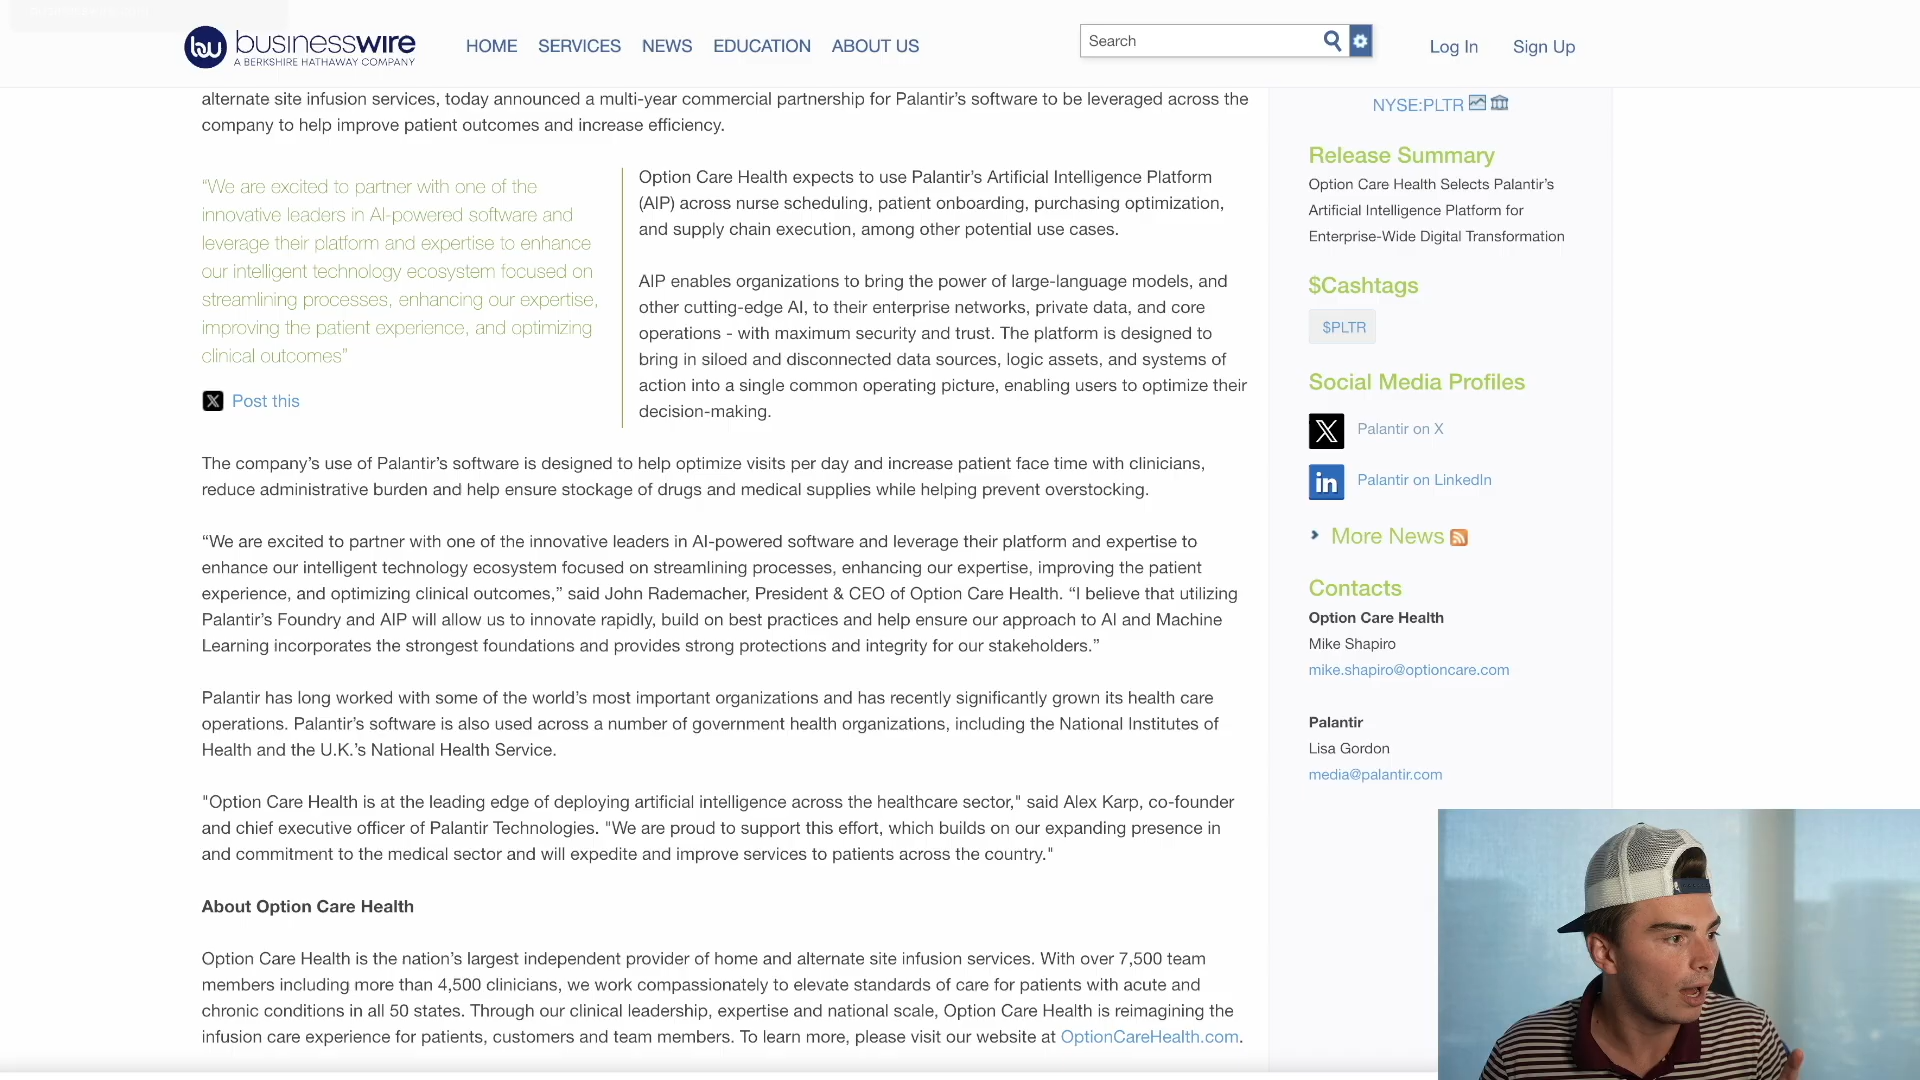 businesswire
A BERKSHIRE HATHAWAY COMPANY
HOME SERVICES NEWS EDUCATION ABOUT US
Search
Log In Sign Up
alternate site infusion services, today announced a multi-year commercial partnership for Palantir’s software to be leveraged across the
company to help improve patient outcomes and increase efficiency.
“We are excited to partner with one of the
innovative leaders in AI-powered software and
leverage their platform and expertise to enhance
our intelligent technology ecosystem focused on
streamlining processes, enhancing our expertise,
improving the patient experience, and optimizing
clinical outcomes”
Post this
Option Care Health expects to use Palantir’s Artificial Intelligence Platform
(AIP) across nurse scheduling, patient onboarding, purchasing optimization,
and supply chain execution, among other potential use cases.
AIP enables organizations to bring the power of large-language models, and
other cutting-edge AI, to their enterprise networks, private data, and core
operations - with maximum security and trust. The platform is designed to
bring in siloed and disconnected data sources, logic assets, and systems of
action into a single common operating picture, enabling users to optimize their
decision-making.
The company’s use of Palantir’s software is designed to help optimize visits per day and increase patient face time with clinicians,
reduce administrative burden and help ensure stockage of drugs and medical supplies while helping prevent overstocking.
“We are excited to partner with one of the innovative leaders in AI-powered software and leverage their platform and expertise to
enhance our intelligent technology ecosystem focused on streamlining processes, enhancing our expertise, improving the patient
experience, and optimizing clinical outcomes,” said John Rademacher, President & CEO of Option Care Health. “I believe that utilizing
Palantir’s Foundry and AIP will allow us to innovate rapidly, build on best practices and help ensure our approach to AI and Machine
Learning incorporates the strongest foundations and provides strong protections and integrity for our stakeholders.”
Palantir has long worked with some of the world’s most important organizations and has recently significantly grown its health care
operations. Palantir’s software is also used across a number of government health organizations, including the National Institutes of
Health and the U.K.’s National Health Service.
"Option Care Health is at the leading edge of deploying artificial intelligence across the healthcare sector," said Alex Karp, co-founder
and chief executive officer of Palantir Technologies. "We are proud to support this effort, which builds on our expanding presence in
and commitment to the medical sector and will expedite and improve services to patients across the country."
About Option Care Health
Option Care Health is the nation’s largest independent provider of home and alternate site infusion services. With over 7,500 team
members including more than 4,500 clinicians, we work compassionately to elevate standards of care for patients with acute and
chronic conditions in all 50 states. Through our clinical leadership, expertise and national scale, Option Care Health is reimagining the
infusion care experience for patients, customers and team members. To learn more, please visit our website at OptionCareHealth.com.
NYSE:PLTR
Release Summary
Option Care Health Selects Palantir’s
Artificial Intelligence Platform for
Enterprise-Wide Digital Transformation
$Cashtags
$PLTR
Social Media Profiles
Palantir on X
Palantir on LinkedIn
More News
Contacts
Option Care Health
Mike Shapiro
mike.shapiro@optioncare.com
Palantir
Lisa Gordon
media@palantir.com